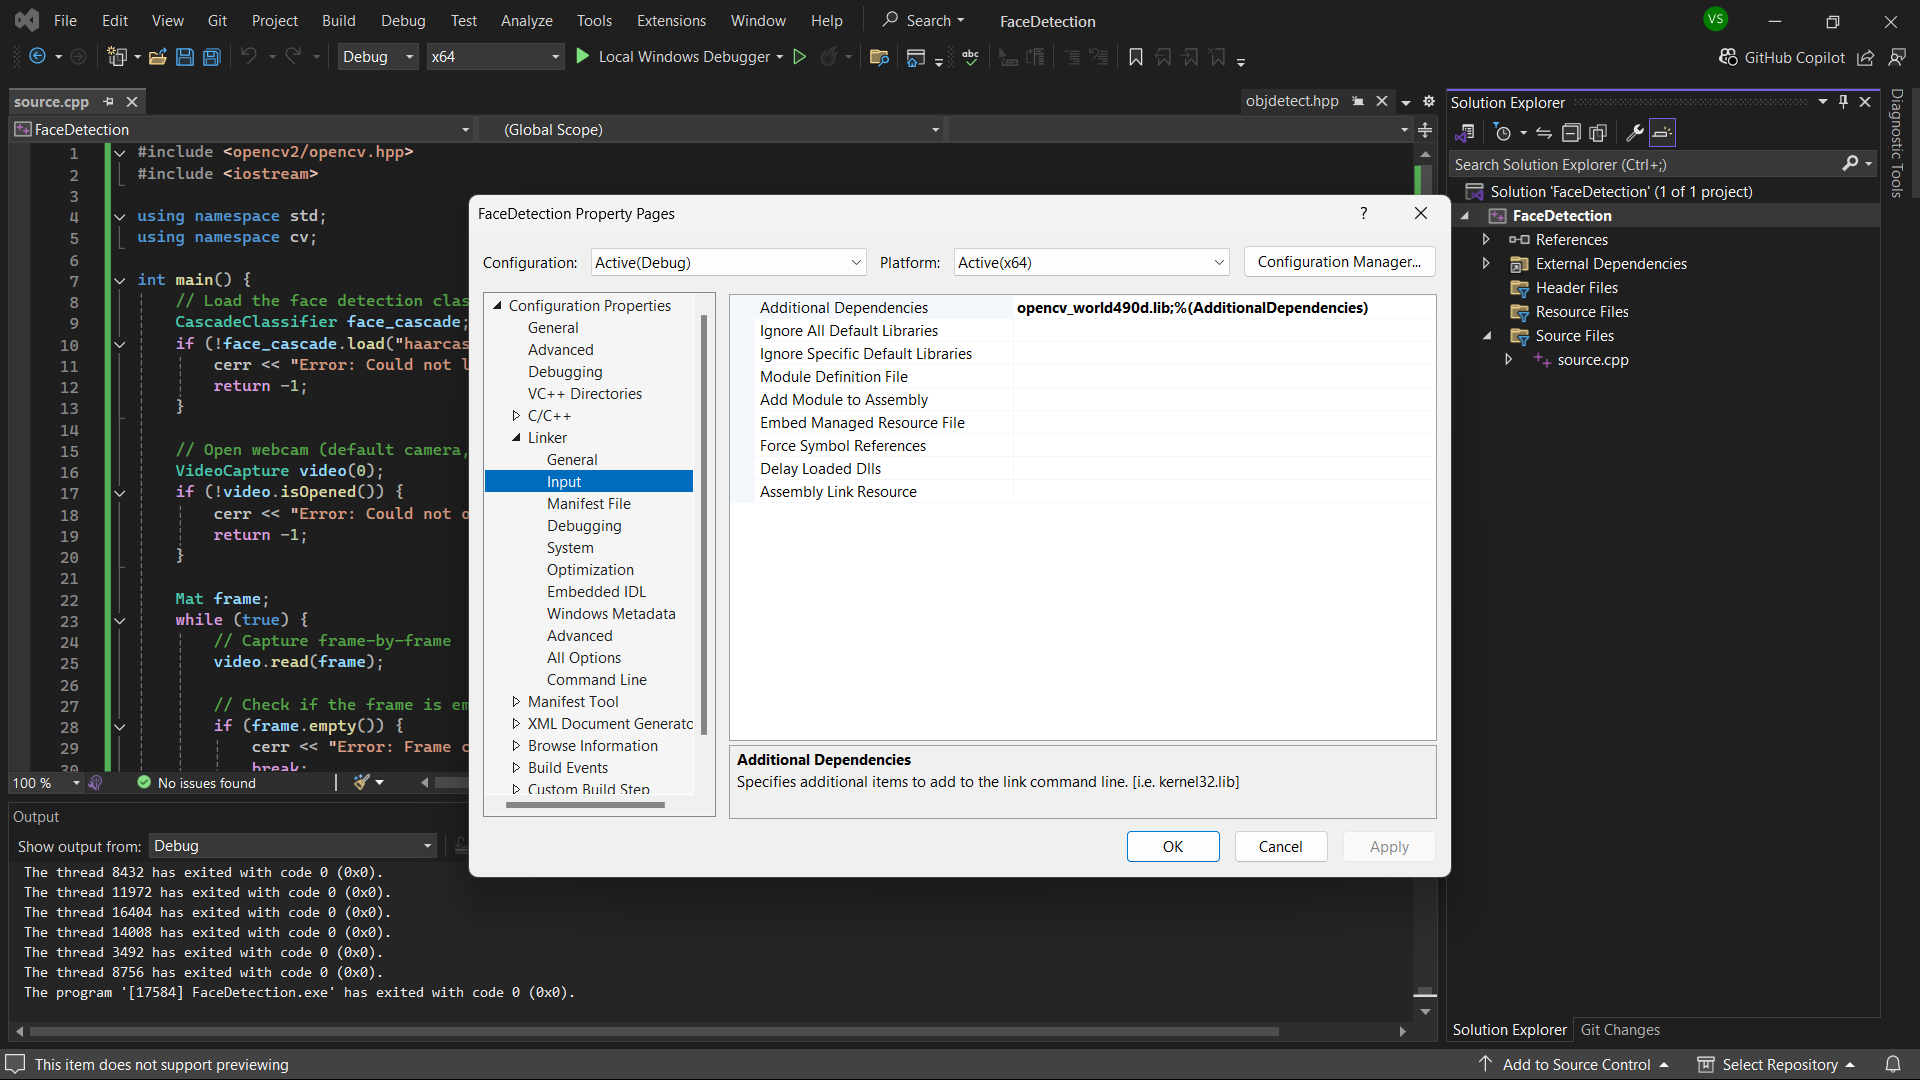 File Edit View Git Project Build Debug Test Analyze Tools Extensions Window Help Search FaceDetection VS
Debug x64 Local Windows Debugger abc GitHub Copilot
source.cpp objdetect.hpp
FaceDetection (Global Scope)
1 #include <opencv2/opencv.hpp>
2 #include <iostream>
3
4 using namespace std;
5 using namespace cv;
6
7 int main() {
8 // Load the face detection clas
9 CascadeClassifier face_cascade;
10 if (!face_cascade.load("haarcas
11 cerr << "Error: Could not l
12 return -1;
13 }
14
15 // Open webcam (default camera,
16 VideoCapture video(0);
17 if (!video.isOpened()) {
18 cerr << "Error: Could not o
19 return -1;
20 }
21
22 Mat frame;
23 while (true) {
24 // Capture frame-by-frame
25 video.read(frame);
26
27 // Check if the frame is em
28 if (frame.empty()) {
29 cerr << "Error: Frame c
30 break;
100 % No issues found
Output
Show output from: Debug
The thread 8432 has exited with code 0 (0x0).
The thread 11972 has exited with code 0 (0x0).
The thread 16404 has exited with code 0 (0x0).
The thread 14008 has exited with code 0 (0x0).
The thread 3492 has exited with code 0 (0x0).
The thread 8756 has exited with code 0 (0x0).
The program '[17584] FaceDetection.exe' has exited with code 0 (0x0).
FaceDetection Property Pages ?
Configuration: Active(Debug) Platform: Active(x64) Configuration Manager...
Configuration Properties
General
Advanced
Debugging
VC++ Directories
C/C++
Linker
General
Input
Manifest File
Debugging
System
Optimization
Embedded IDL
Windows Metadata
Advanced
All Options
Command Line
Manifest Tool
XML Document Generato
Browse Information
Build Events
Custom Build Step
Additional Dependencies opencv_world490d.lib;%(AdditionalDependencies)
Ignore All Default Libraries
Ignore Specific Default Libraries
Module Definition File
Add Module to Assembly
Embed Managed Resource File
Force Symbol References
Delay Loaded Dlls
Assembly Link Resource
Additional Dependencies
Specifies additional items to add to the link command line. [i.e. kernel32.lib]
OK Cancel Apply
Solution Explorer
Search Solution Explorer (Ctrl+;)
Solution 'FaceDetection' (1 of 1 project)
FaceDetection
References
External Dependencies
Header Files
Resource Files
Source Files
source.cpp
Solution Explorer Git Changes
Diagnostic Tools
This item does not support previewing Add to Source Control Select Repository